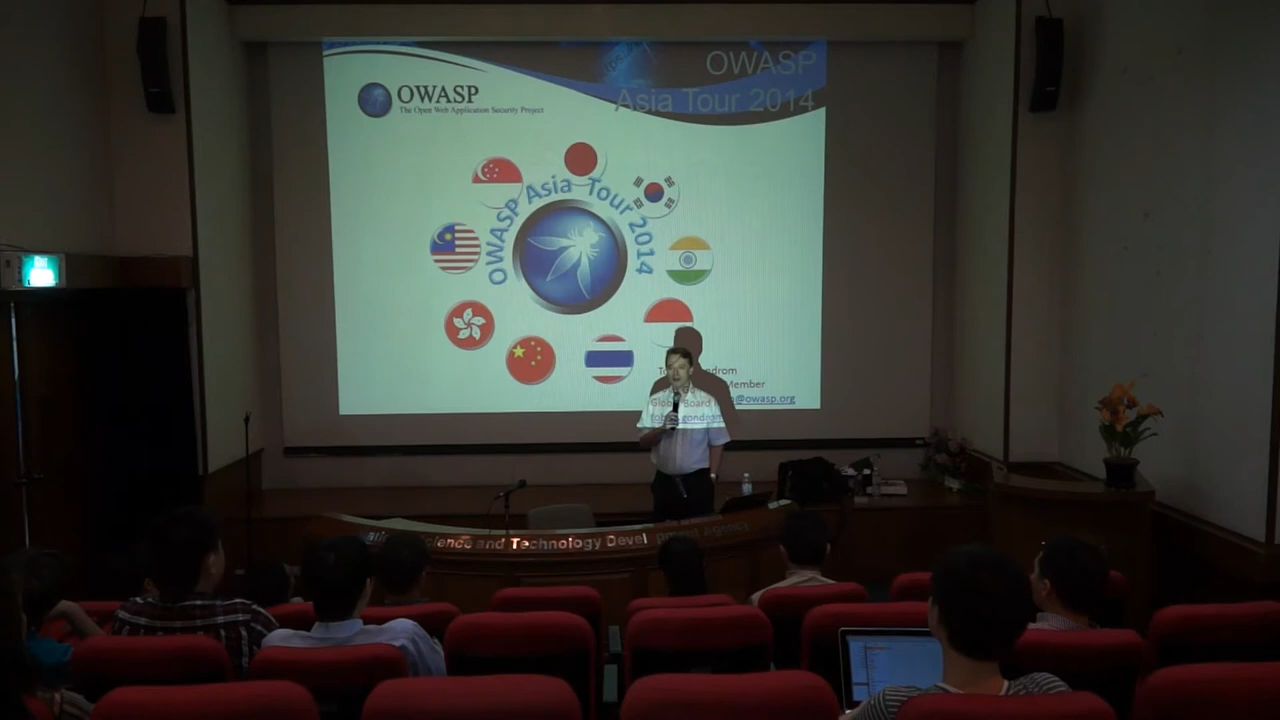 OWASP
Asia Tour 2014
OWASP
The Open Web Application Security Project
OWASP Asia Tour 2014
Member
Global Board
@owasp.org
Science and Technology Devel